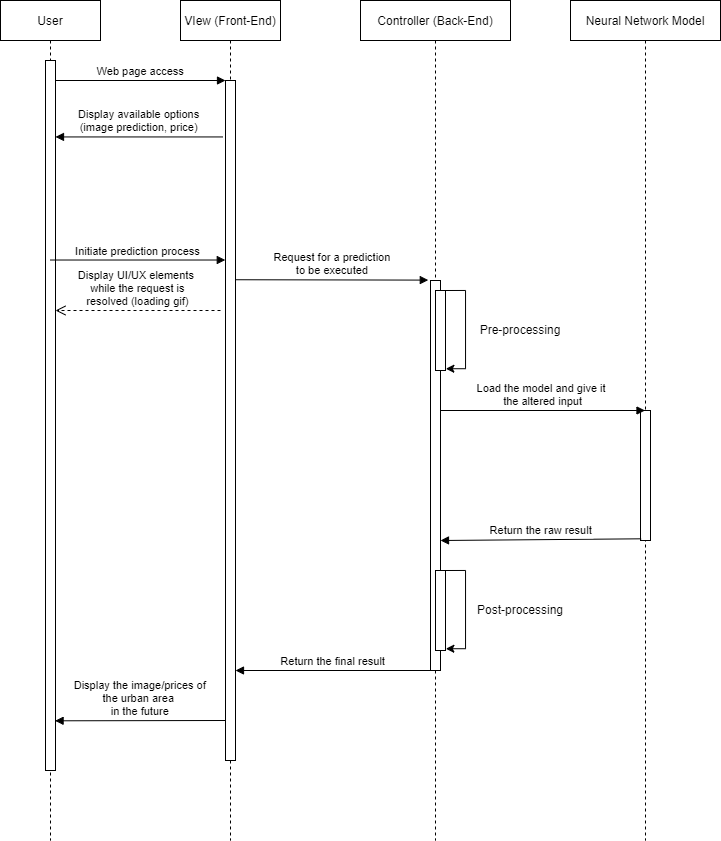 User
VIew (Front-End)
Controller (Back-End)
Neural Network Model
Web page access
Display available options
(image prediction, price)
Initiate prediction process
Request for a prediction
to be executed
Display UI/UX elements
while the request is
resolved (loading gif)
Pre-processing
Load the model and give it
the altered input
Return the raw result
Post-processing
Return the final result
Display the image/prices of
the urban area
in the future